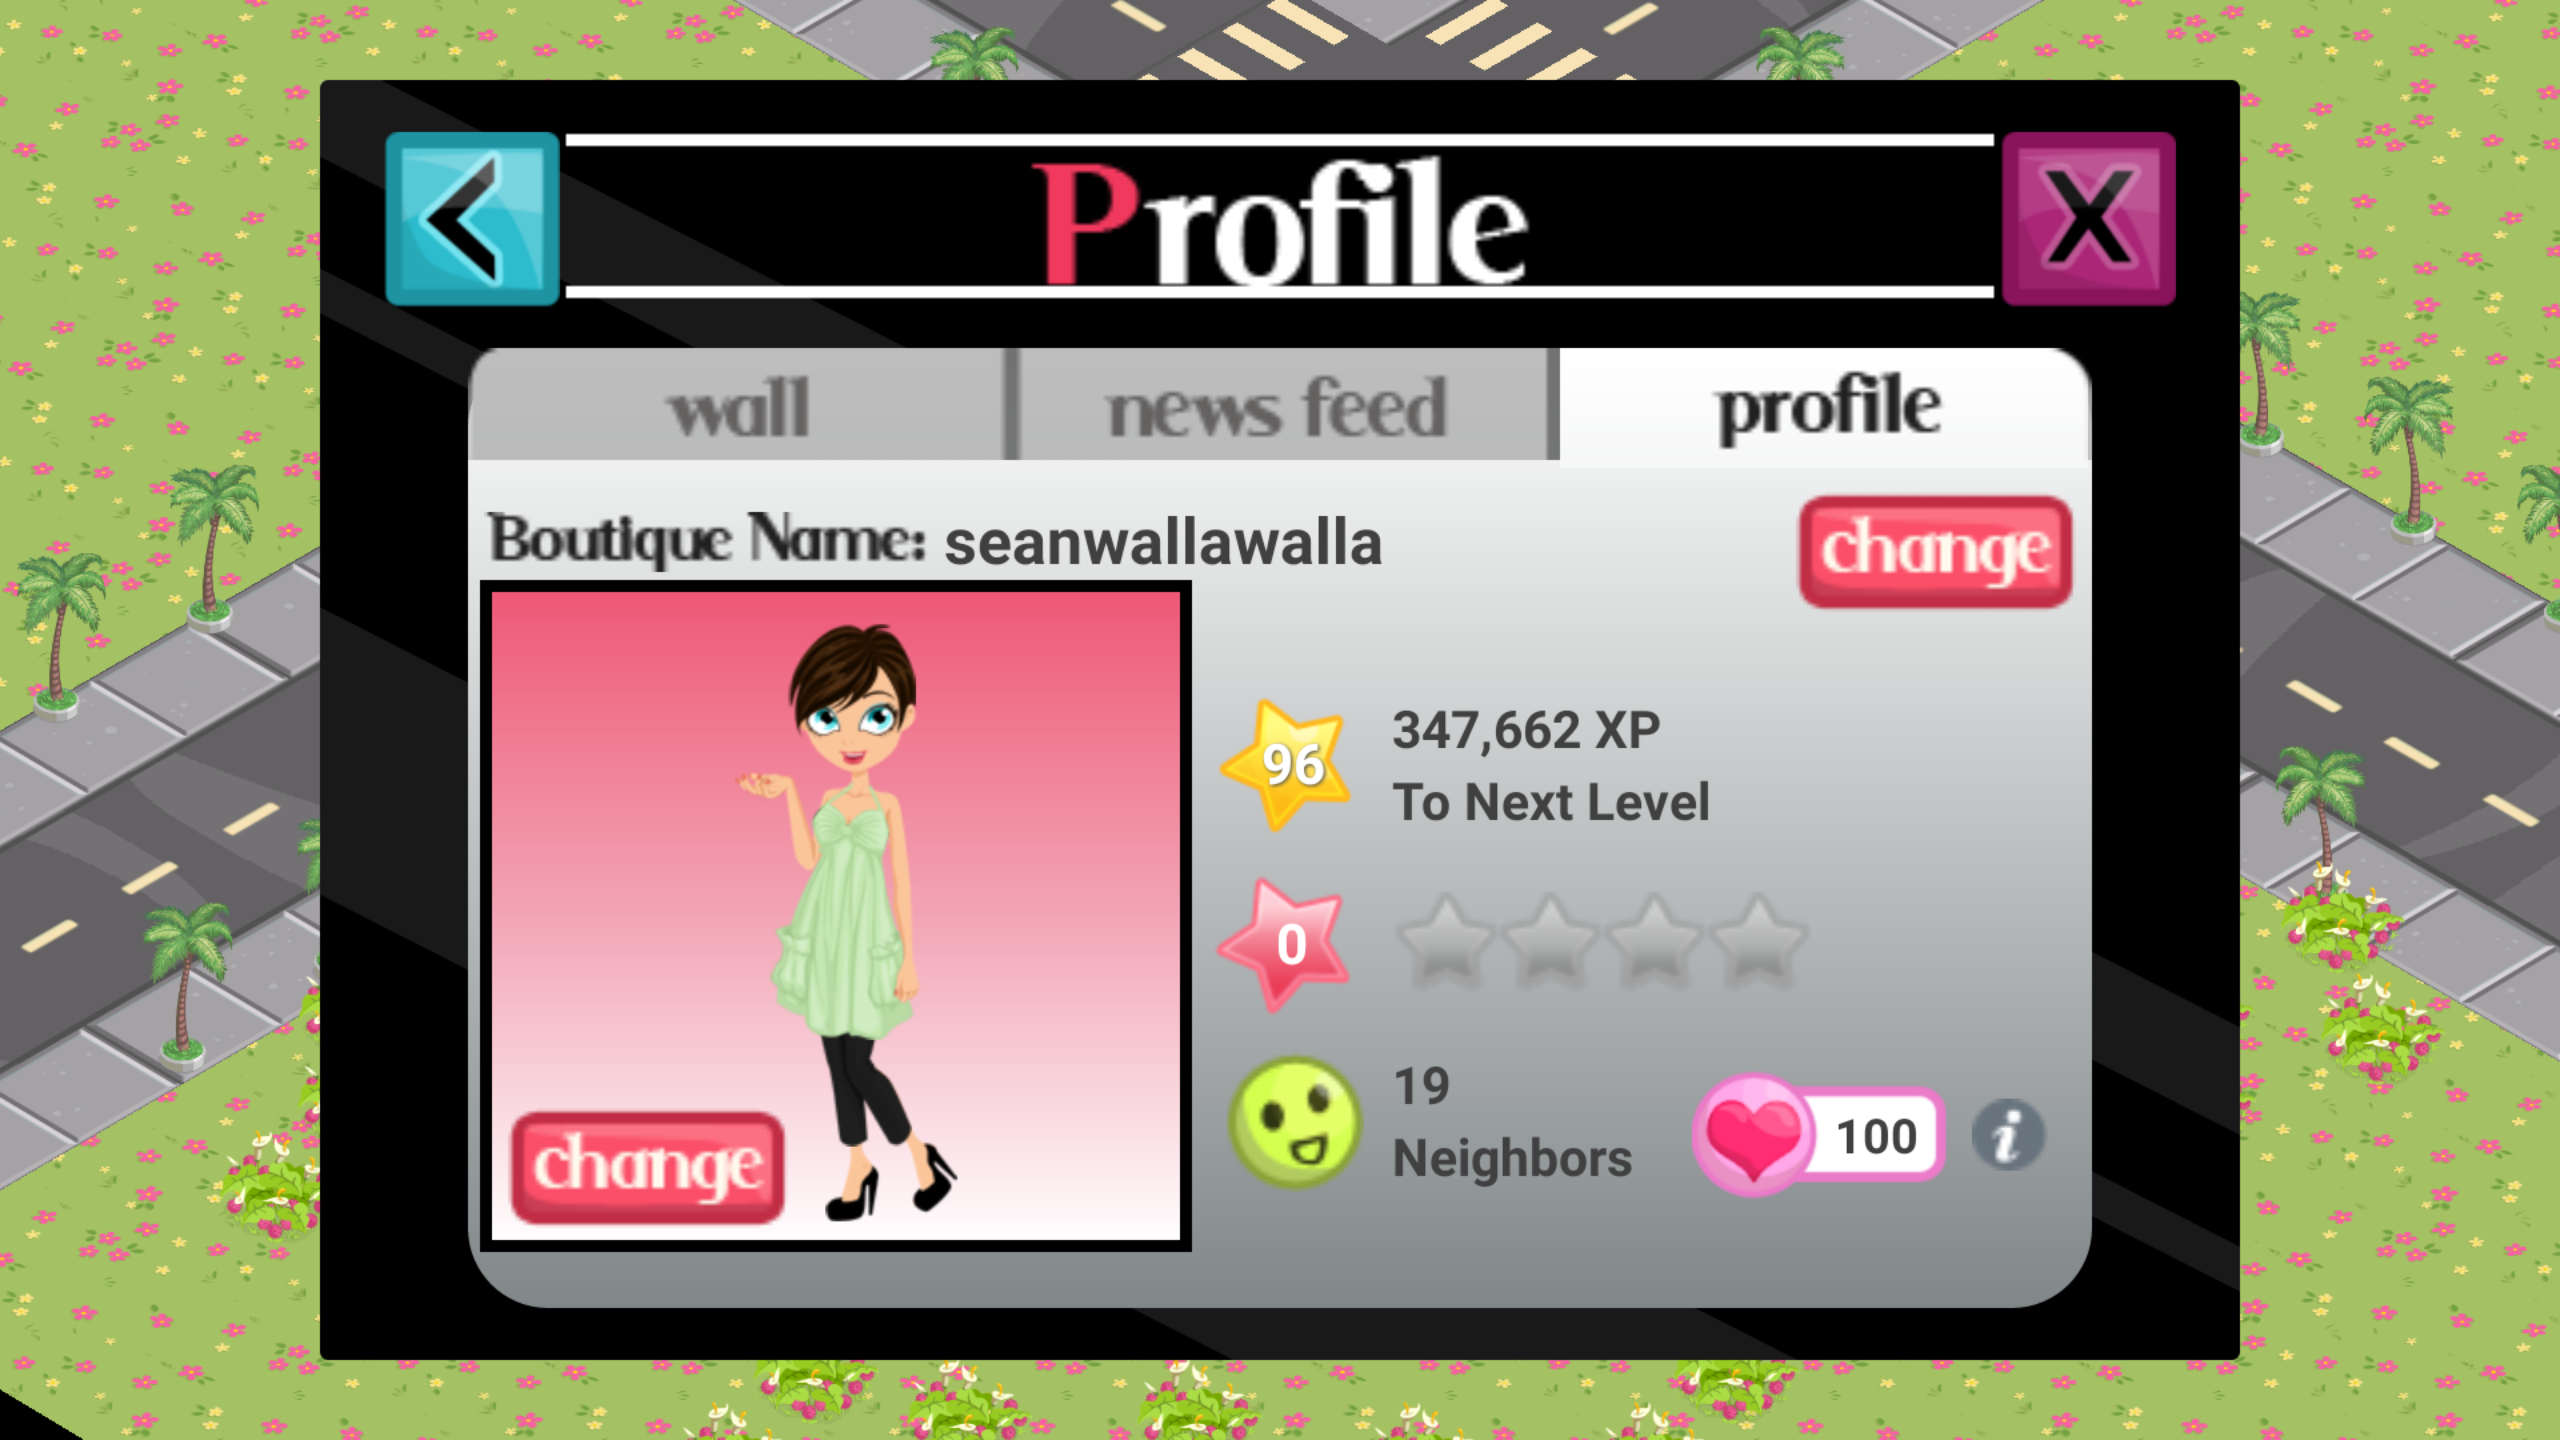 Profile
X
wall
news feed
profile
Boutique Name: seanwallawalla
change
96
347,662 XP
To Next Level
0
19
Neighbors
100
i
change